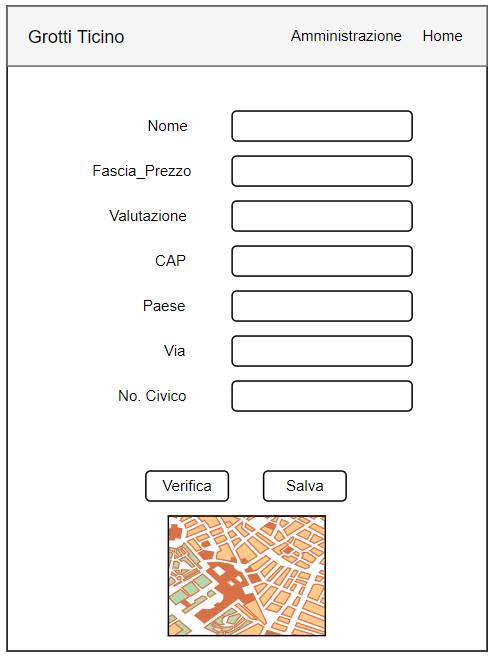 Grotti Ticino Amministrazione Home
Nome
Fascia_Prezzo
Valutazione
CAP
Paese
Via
No. Civico
Verifica Salva